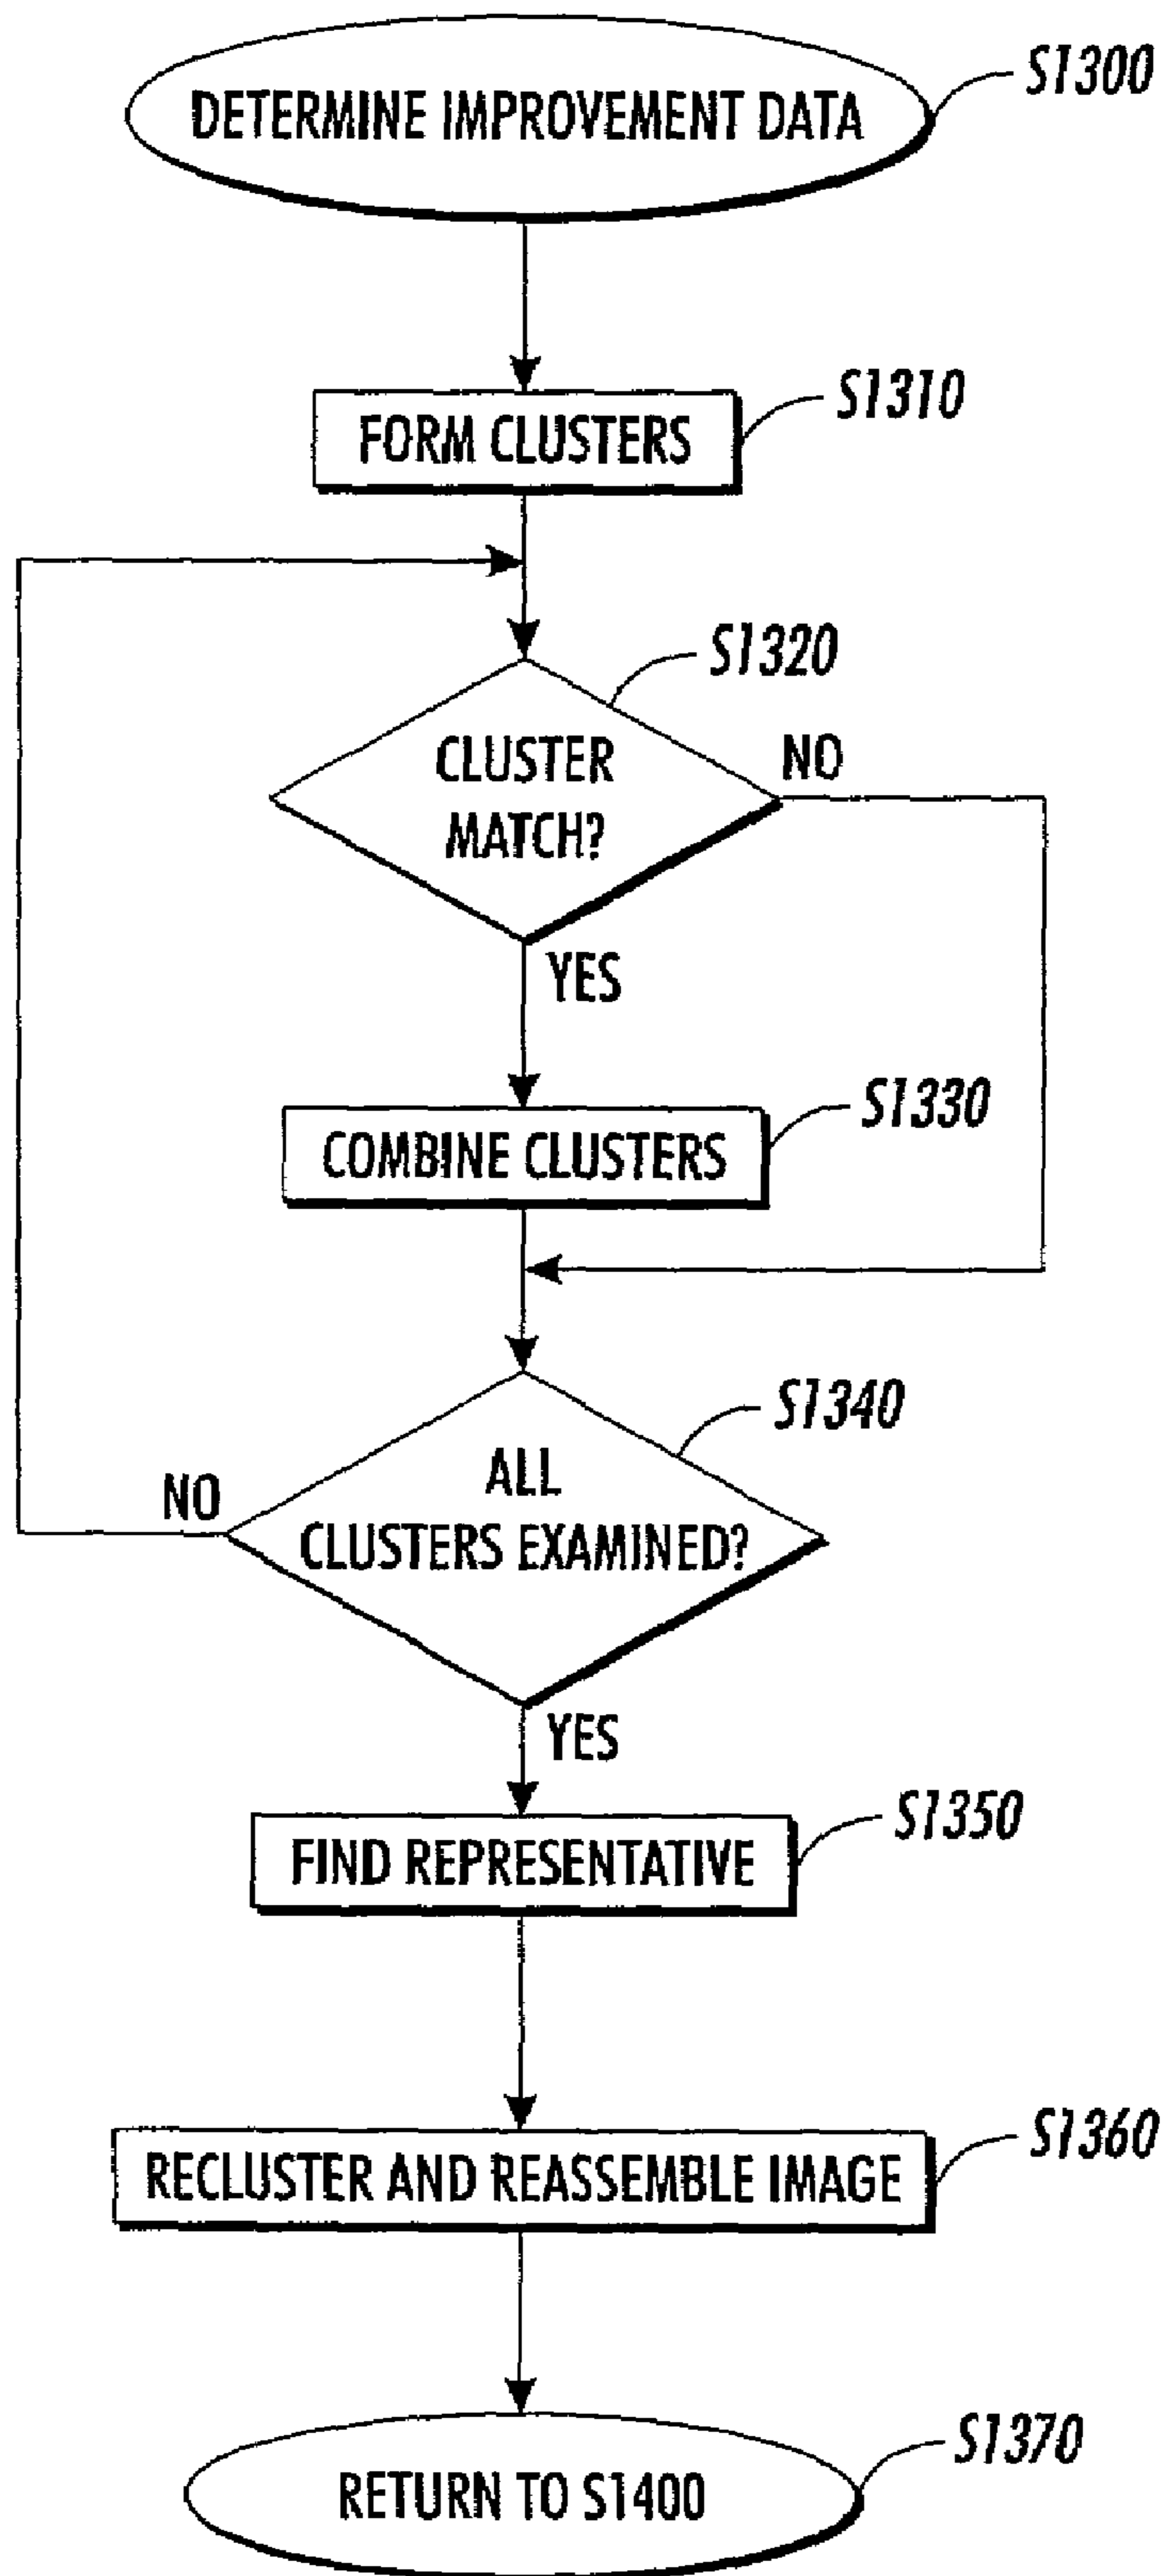 DETERMINE IMPROVEMENT DATA
S1300
FORM CLUSTERS
S1310
CLUSTER
MATCH?
S1320
NO
YES
COMBINE CLUSTERS
S1330
ALL
CLUSTERS EXAMINED?
S1340
NO
YES
FIND REPRESENTATIVE
S1350
RECLUSTER AND REASSEMBLE IMAGE
S1360
RETURN TO S1400
S1370